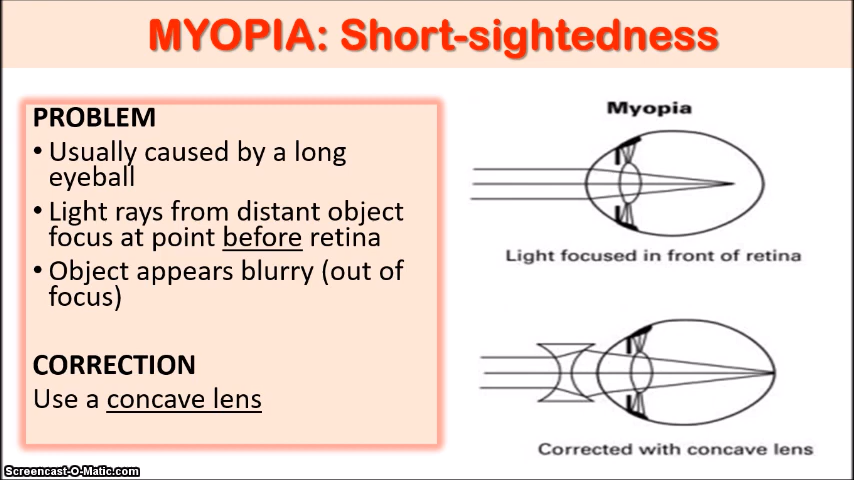 MYOPIA: Short-sightedness
PROBLEM
• Usually caused by a long
eyeball
• Light rays from distant object
focus at point before retina
• Object appears blurry (out of
focus)
CORRECTION
Use a concave lens
Myopia
Light focused in front of retina
Corrected with concave lens
Screencast-O-Matic.com